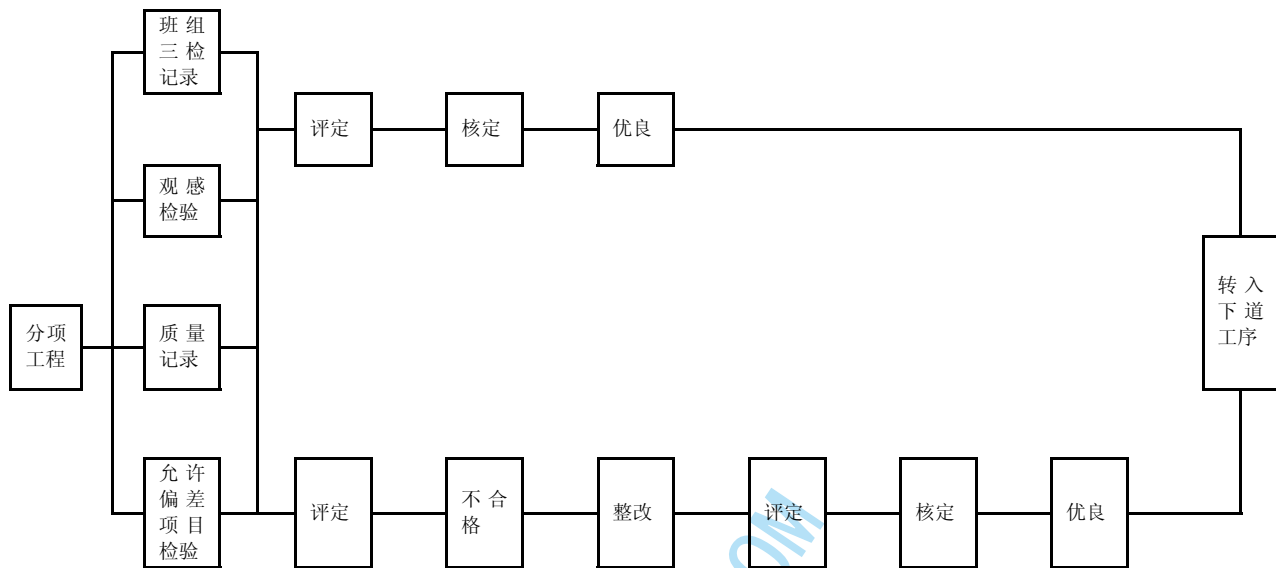 班组
三检
记录
评定
核定
优良
观感
检验
转入
下道
工序
分项
工程
质量
记录
允许
偏差
项目
检验
评定
不合
格
整改
评定
核定
优良
OM